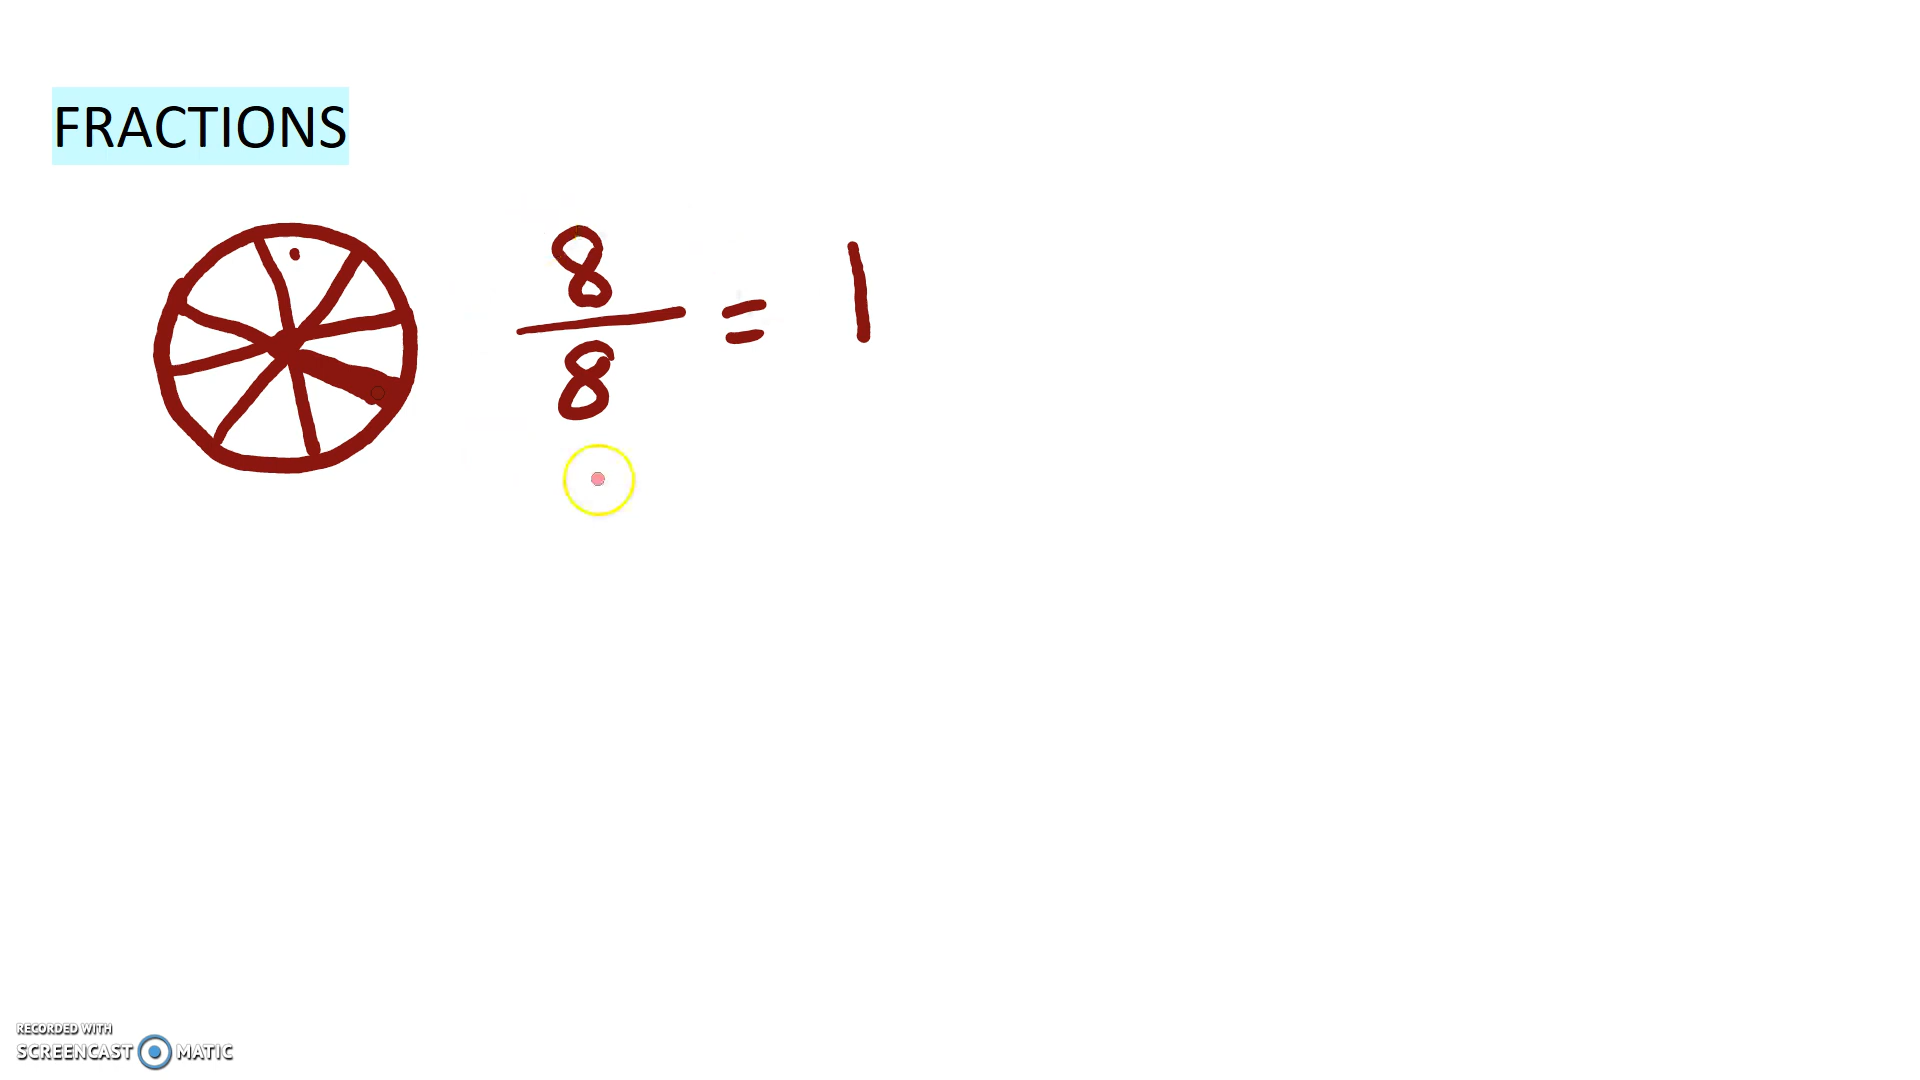 FRACTIONS
8
8 = 1
RECORDED WITH
SCREENCAST MATIC